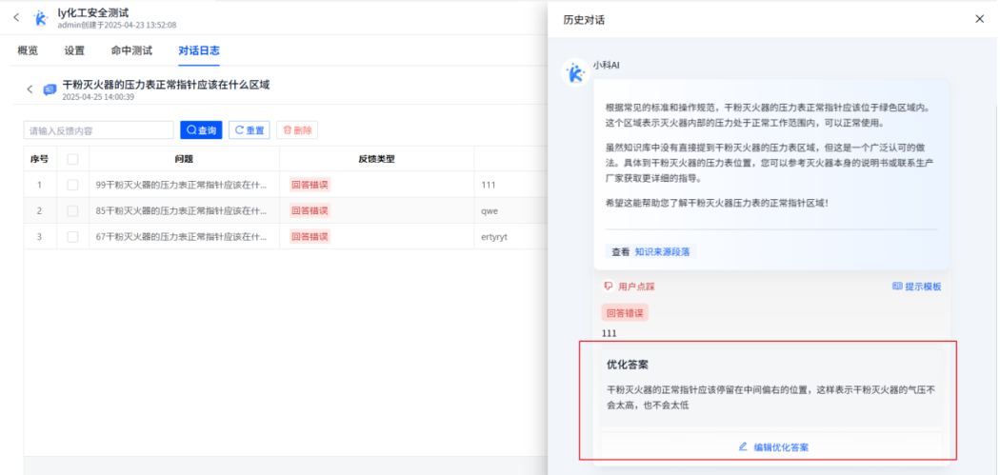 ly化工安全测试
admin创建于2025-04-23 13:52:08
概览 设置 命中测试 对话日志
干粉灭火器的压力表正常指针应该在什么区域
2025-04-25 14:00:39
请输入反馈内容 查询 重置 删除
序号 问题 反馈类型
1 99干粉灭火器的压力表正常指针应该在什... 回答错误 111
2 85干粉灭火器的压力表正常指针应该在什... 回答错误 qwe
3 67干粉灭火器的压力表正常指针应该在什... 回答错误 ertyryt
历史对话
小科AI
根据常见的标准和操作规范，干粉灭火器的压力表正常指针应该位于绿色区域内。
这个区域表示灭火器内部的压力处于正常工作范围内，可以正常使用。
虽然知识库中没有直接提到干粉灭火器的压力表区域，但这是一个广泛认可的做
法。具体到干粉灭火器的压力表位置，您可以参考灭火器本身的说明书或联系生产
厂家获取更详细的指导。
希望这能帮助您了解干粉灭火器压力表的正常指针区域！
查看 知识来源段落
用户点踩 提示模板
回答错误
111
优化答案
干粉灭火器的正常指针应该停留在中间偏右的位置，这样表示干粉灭火器的气压不
会太高，也不会太低
编辑优化答案